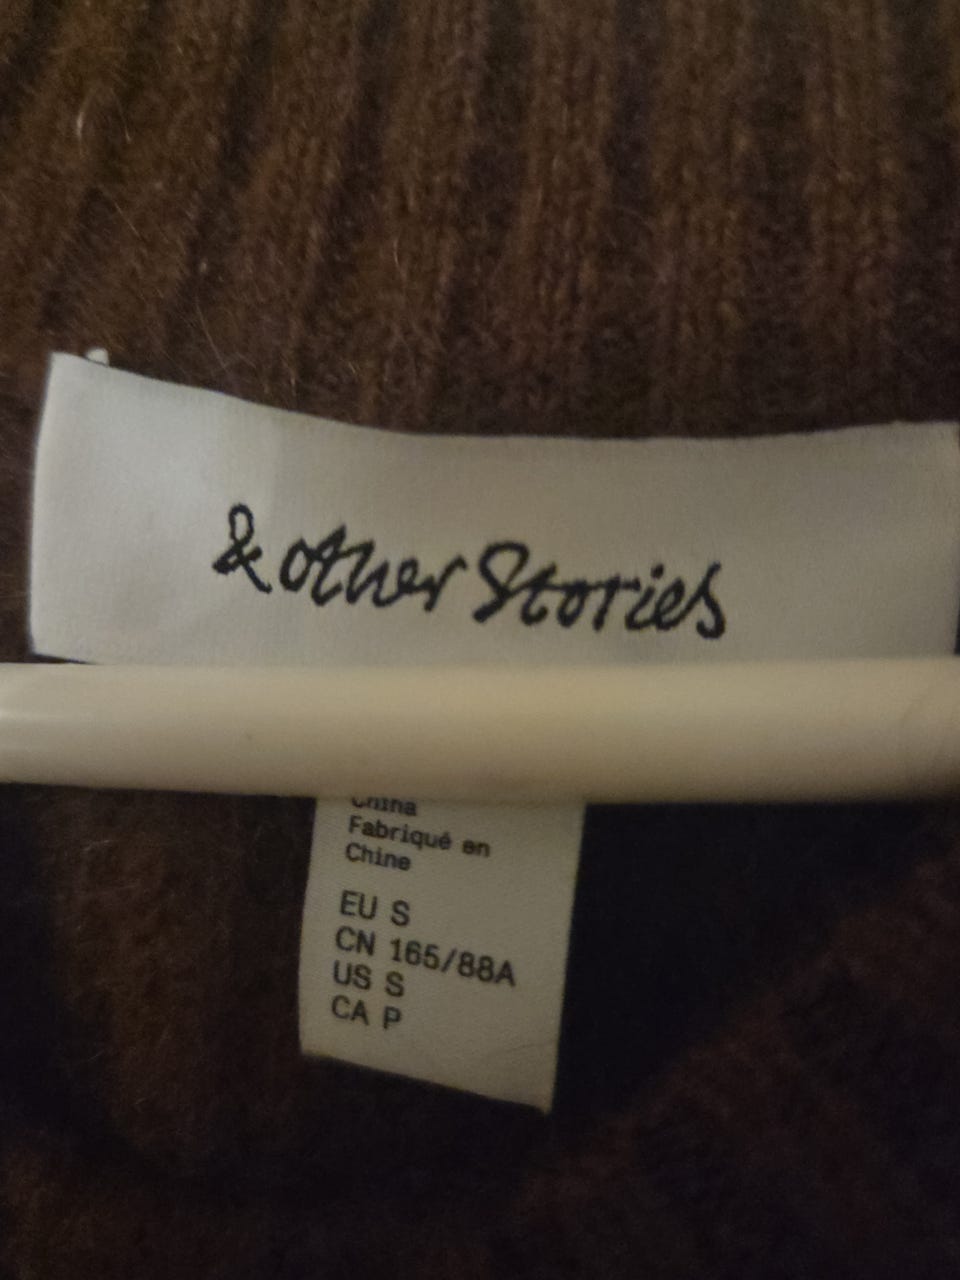 & other Stories
China
Fabriqué en
Chine
EU S
CN 165/88A
US S
CA P